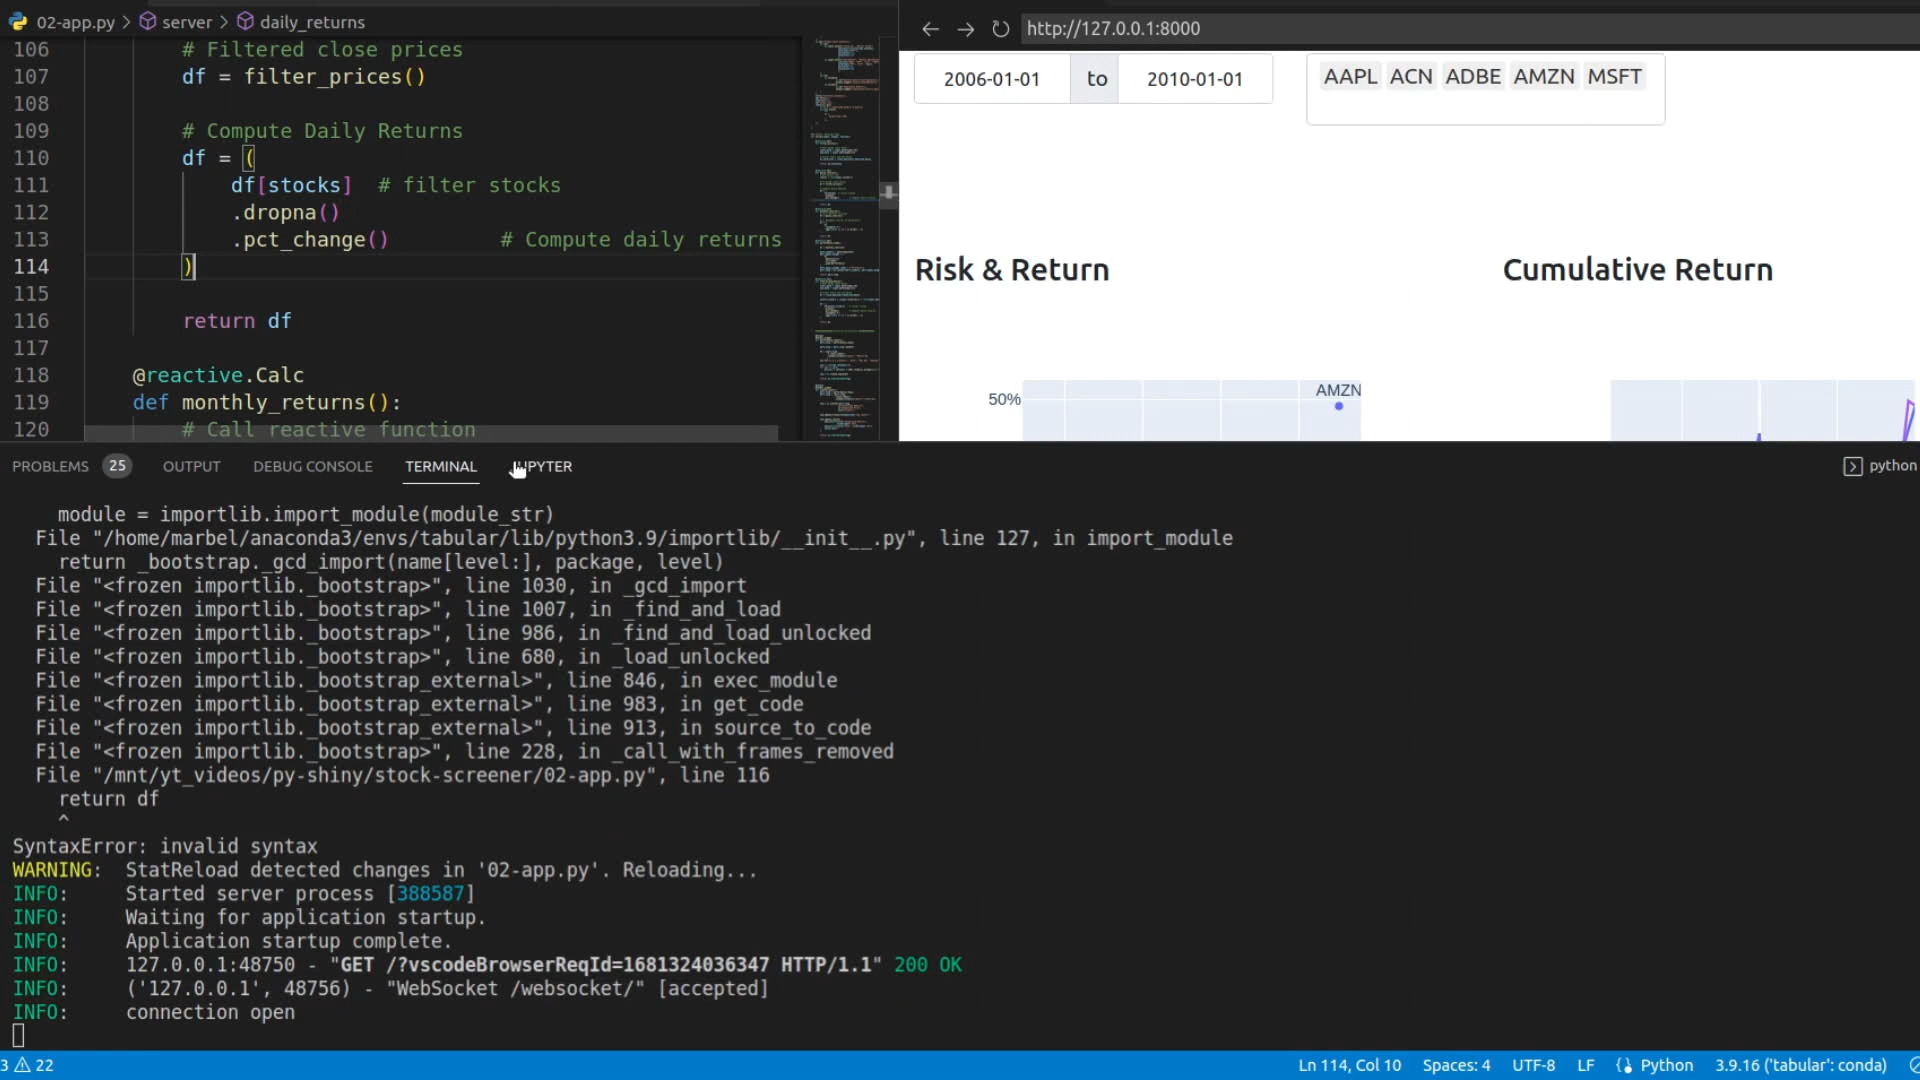 02-app.py > server > daily_returns
106 # Filtered close prices
107 df = filter_prices()
108
109 # Compute Daily Returns
110 df = (
111 df[stocks] # filter stocks
112 .dropna()
113 .pct_change() # Compute daily returns
114 )
115
116 return df
117
118 @reactive.Calc
119 def monthly_returns():
120 # Call reactive function
http://127.0.0.1:8000
2006-01-01 to 2010-01-01
AAPL ACN ADBE AMZN MSFT
Risk & Return
Cumulative Return
AMZN
50%
PROBLEMS 25 OUTPUT DEBUG CONSOLE TERMINAL JUPYTER
python
module = importlib.import_module(module_str)
File "/home/marbel/anaconda3/envs/tabular/lib/python3.9/importlib/__init__.py", line 127, in import_module
return _bootstrap._gcd_import(name[level:], package, level)
File "<frozen importlib._bootstrap>", line 1030, in _gcd_import
File "<frozen importlib._bootstrap>", line 1007, in _find_and_load
File "<frozen importlib._bootstrap>", line 986, in _find_and_load_unlocked
File "<frozen importlib._bootstrap>", line 680, in _load_unlocked
File "<frozen importlib._bootstrap_external>", line 846, in exec_module
File "<frozen importlib._bootstrap_external>", line 983, in get_code
File "<frozen importlib._bootstrap_external>", line 913, in source_to_code
File "<frozen importlib._bootstrap>", line 228, in _call_with_frames_removed
File "/mnt/yt_videos/py-shiny/stock-screener/02-app.py", line 116
return df
^
SyntaxError: invalid syntax
WARNING: StatReload detected changes in '02-app.py'. Reloading...
INFO: Started server process [388587]
INFO: Waiting for application startup.
INFO: Application startup complete.
INFO: 127.0.0.1:48750 - "GET /?vscodeBrowserReqId=1681324036347 HTTP/1.1" 200 OK
INFO: ('127.0.0.1', 48756) - "WebSocket /websocket/" [accepted]
INFO: connection open
3 22
Ln 114, Col 10 Spaces: 4 UTF-8 LF Python 3.9.16 ('tabular': conda)